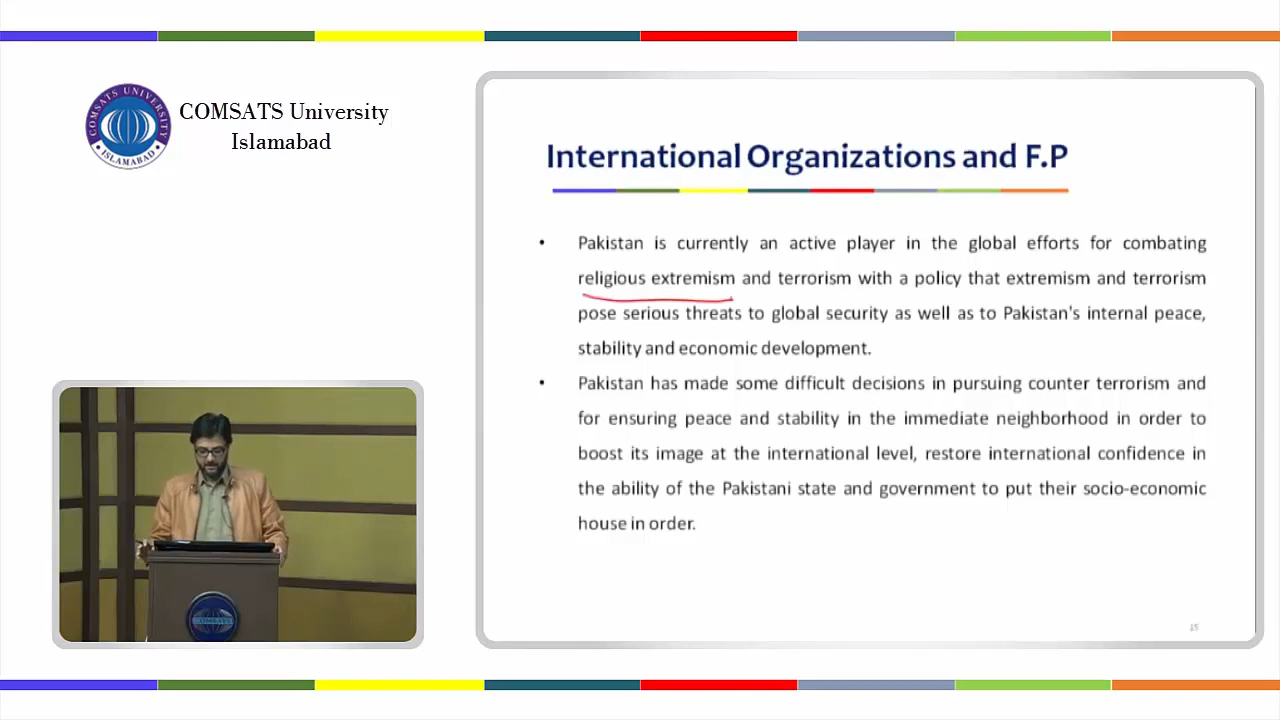 COMSATS UNIVERSITY
ISLAMABAD
COMSATS University
Islamabad
International Organizations and F.P
• Pakistan is currently an active player in the global efforts for combating
religious extremism and terrorism with a policy that extremism and terrorism
pose serious threats to global security as well as to Pakistan's internal peace,
stability and economic development.
• Pakistan has made some difficult decisions in pursuing counter terrorism and
for ensuring peace and stability in the immediate neighborhood in order to
boost its image at the international level, restore international confidence in
the ability of the Pakistani state and government to put their socio-economic
house in order.
15